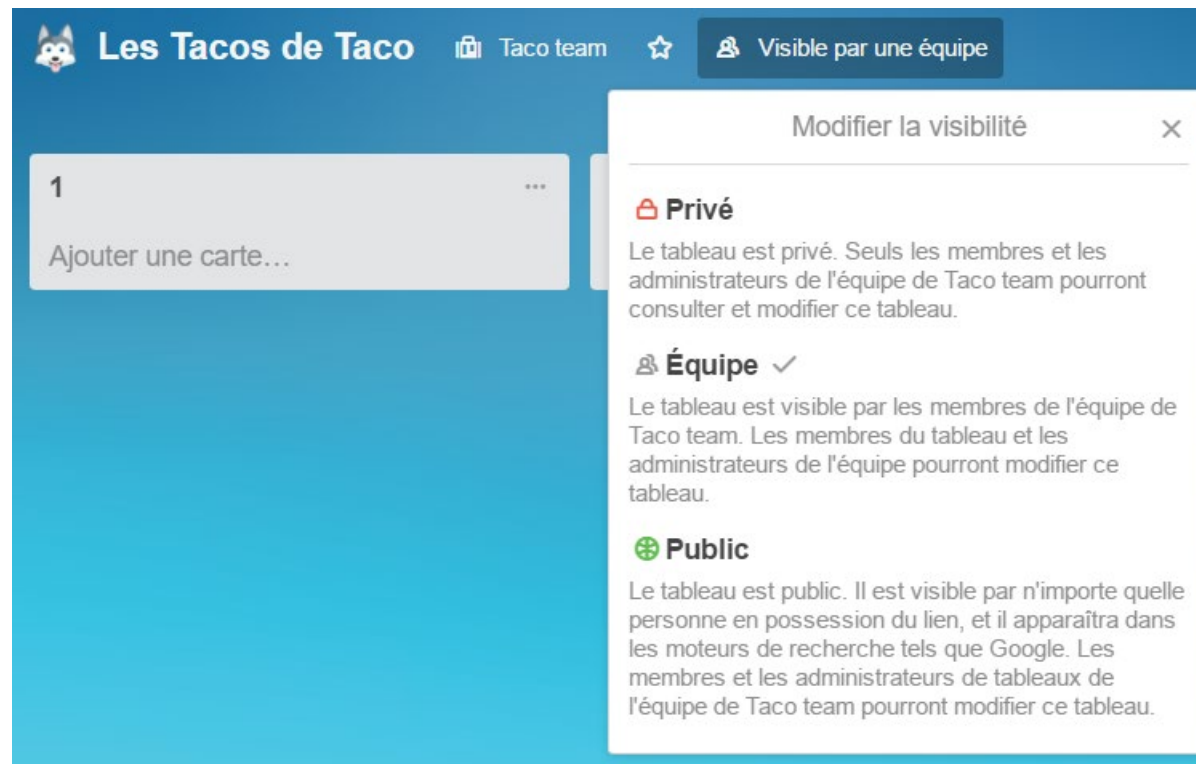 Les Tacos de Taco Taco team Visible par une équipe
Modifier la visibilité
1
Ajouter une carte…
Privé
Le tableau est privé. Seuls les membres et les
administrateurs de l'équipe de Taco team pourront
consulter et modifier ce tableau.
Équipe
Le tableau est visible par les membres de l'équipe de
Taco team. Les membres du tableau et les
administrateurs de l'équipe pourront modifier ce
tableau.
Public
Le tableau est public. Il est visible par n'importe quelle
personne en possession du lien, et il apparaîtra dans
les moteurs de recherche tels que Google. Les
membres et les administrateurs de tableaux de
l'équipe de Taco team pourront modifier ce tableau.